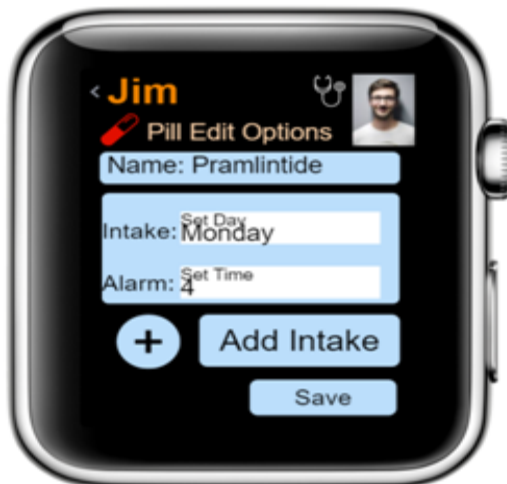 < Jim
Pill Edit Options
Name: Pramlintide
Set Day
Intake: Monday
Set Time
Alarm: 4
+ Add Intake
Save